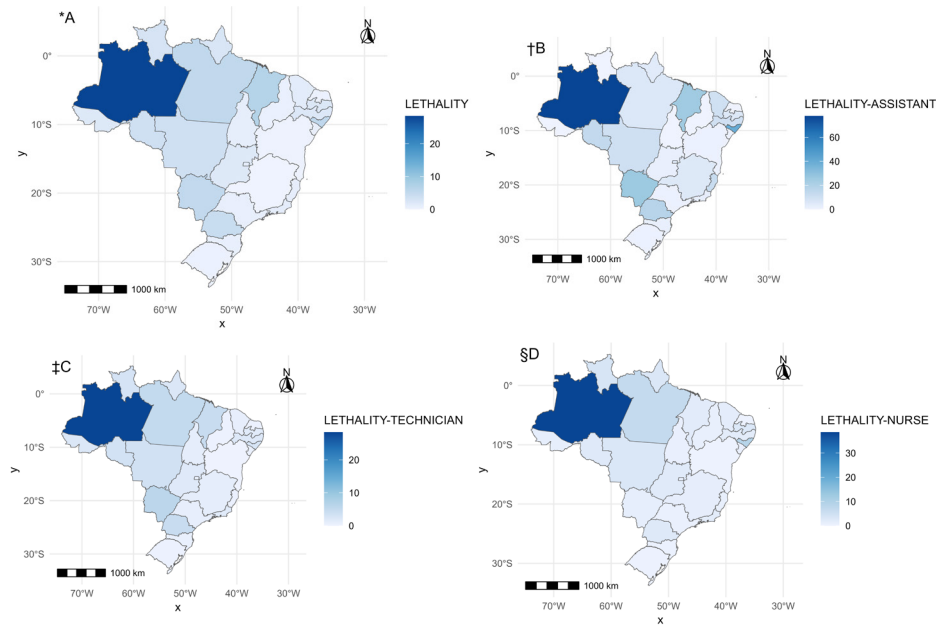 *A
N
0°
10°S
20°S
30°S
y
1000 km
70°W 60°W 50°W 40°W 30°W
x
LETHALITY
20
10
0
†B
N
0°
10°S
20°S
30°S
y
1000 km
70°W 60°W 50°W 40°W 30°W
x
LETHALITY-ASSISTANT
60
40
20
0
‡C
N
0°
10°S
20°S
30°S
y
1000 km
70°W 60°W 50°W 40°W 30°W
x
LETHALITY-TECHNICIAN
20
10
0
§D
N
0°
10°S
20°S
30°S
y
1000 km
70°W 60°W 50°W 40°W 30°W
x
LETHALITY-NURSE
30
20
10
0